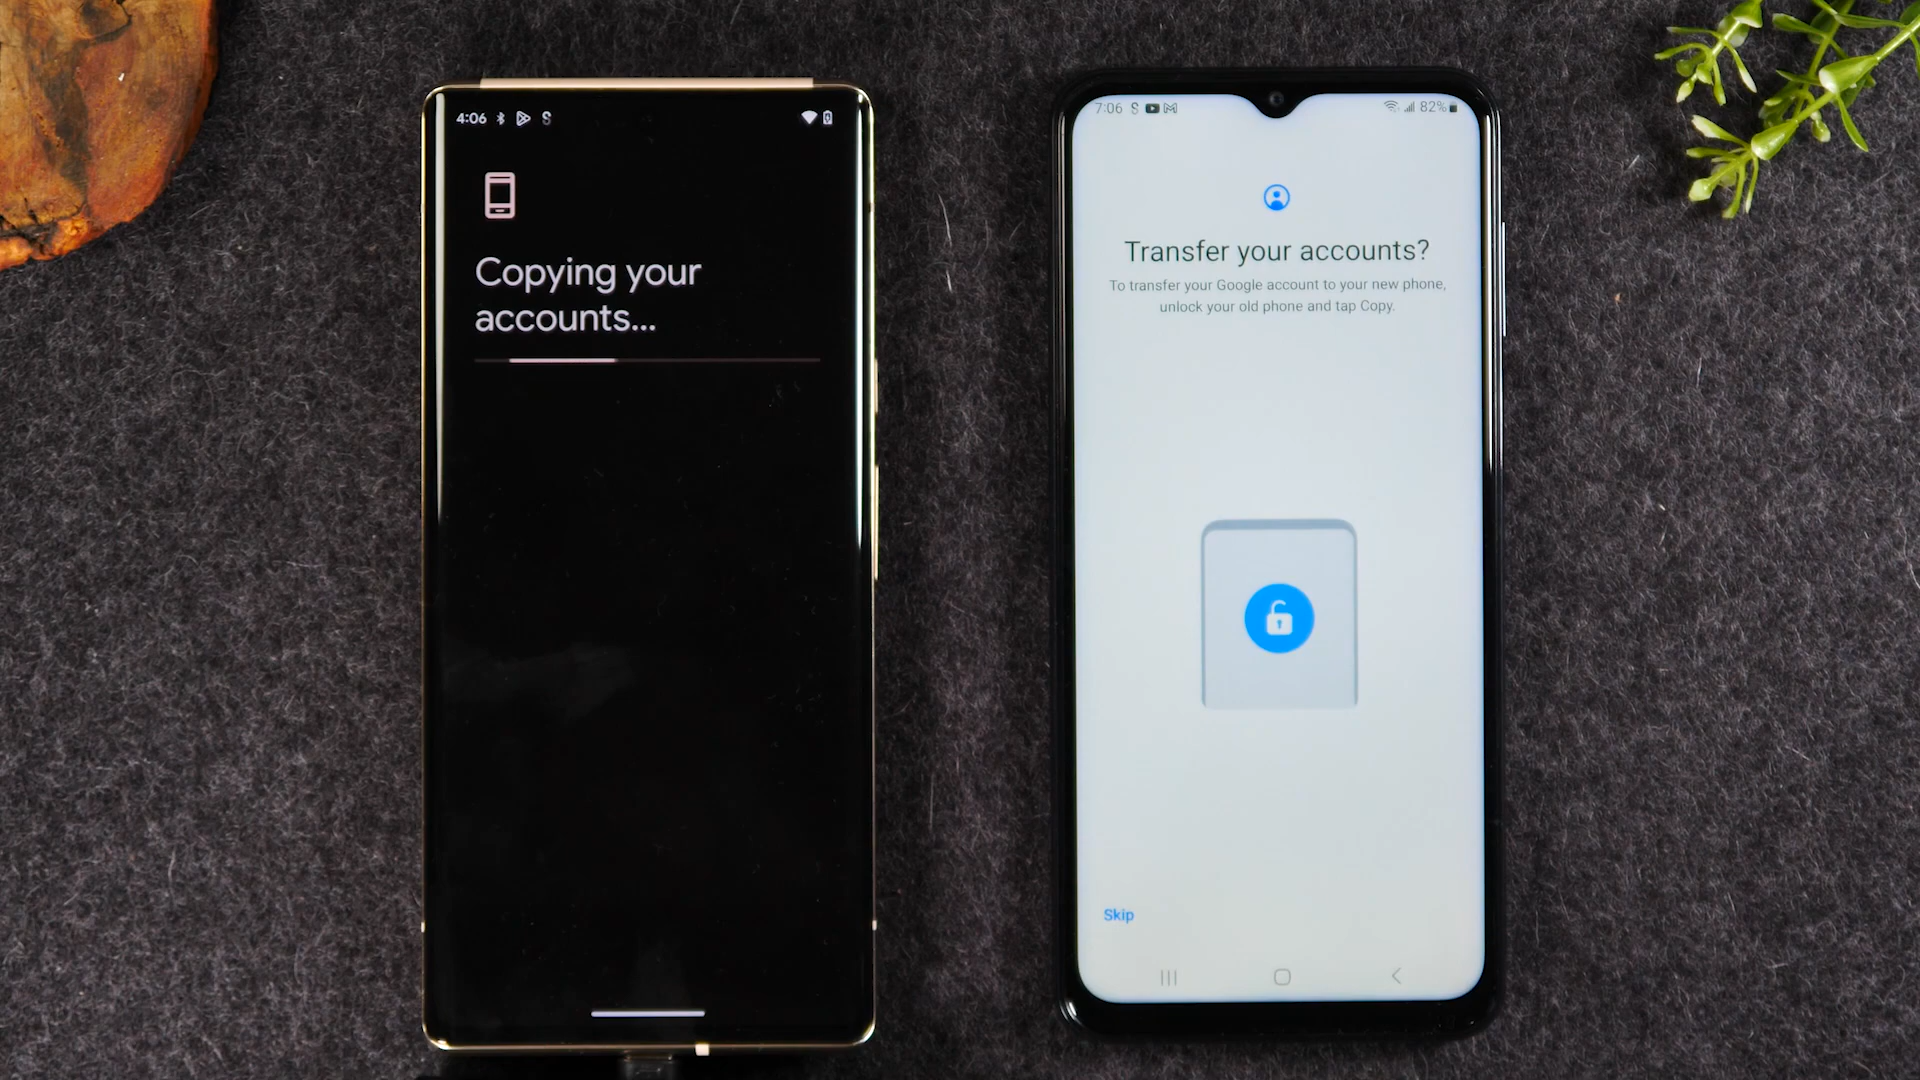 4:06
Copying your
accounts...
7:06
82%
Transfer your accounts?
To transfer your Google account to your new phone,
unlock your old phone and tap Copy.
Skip